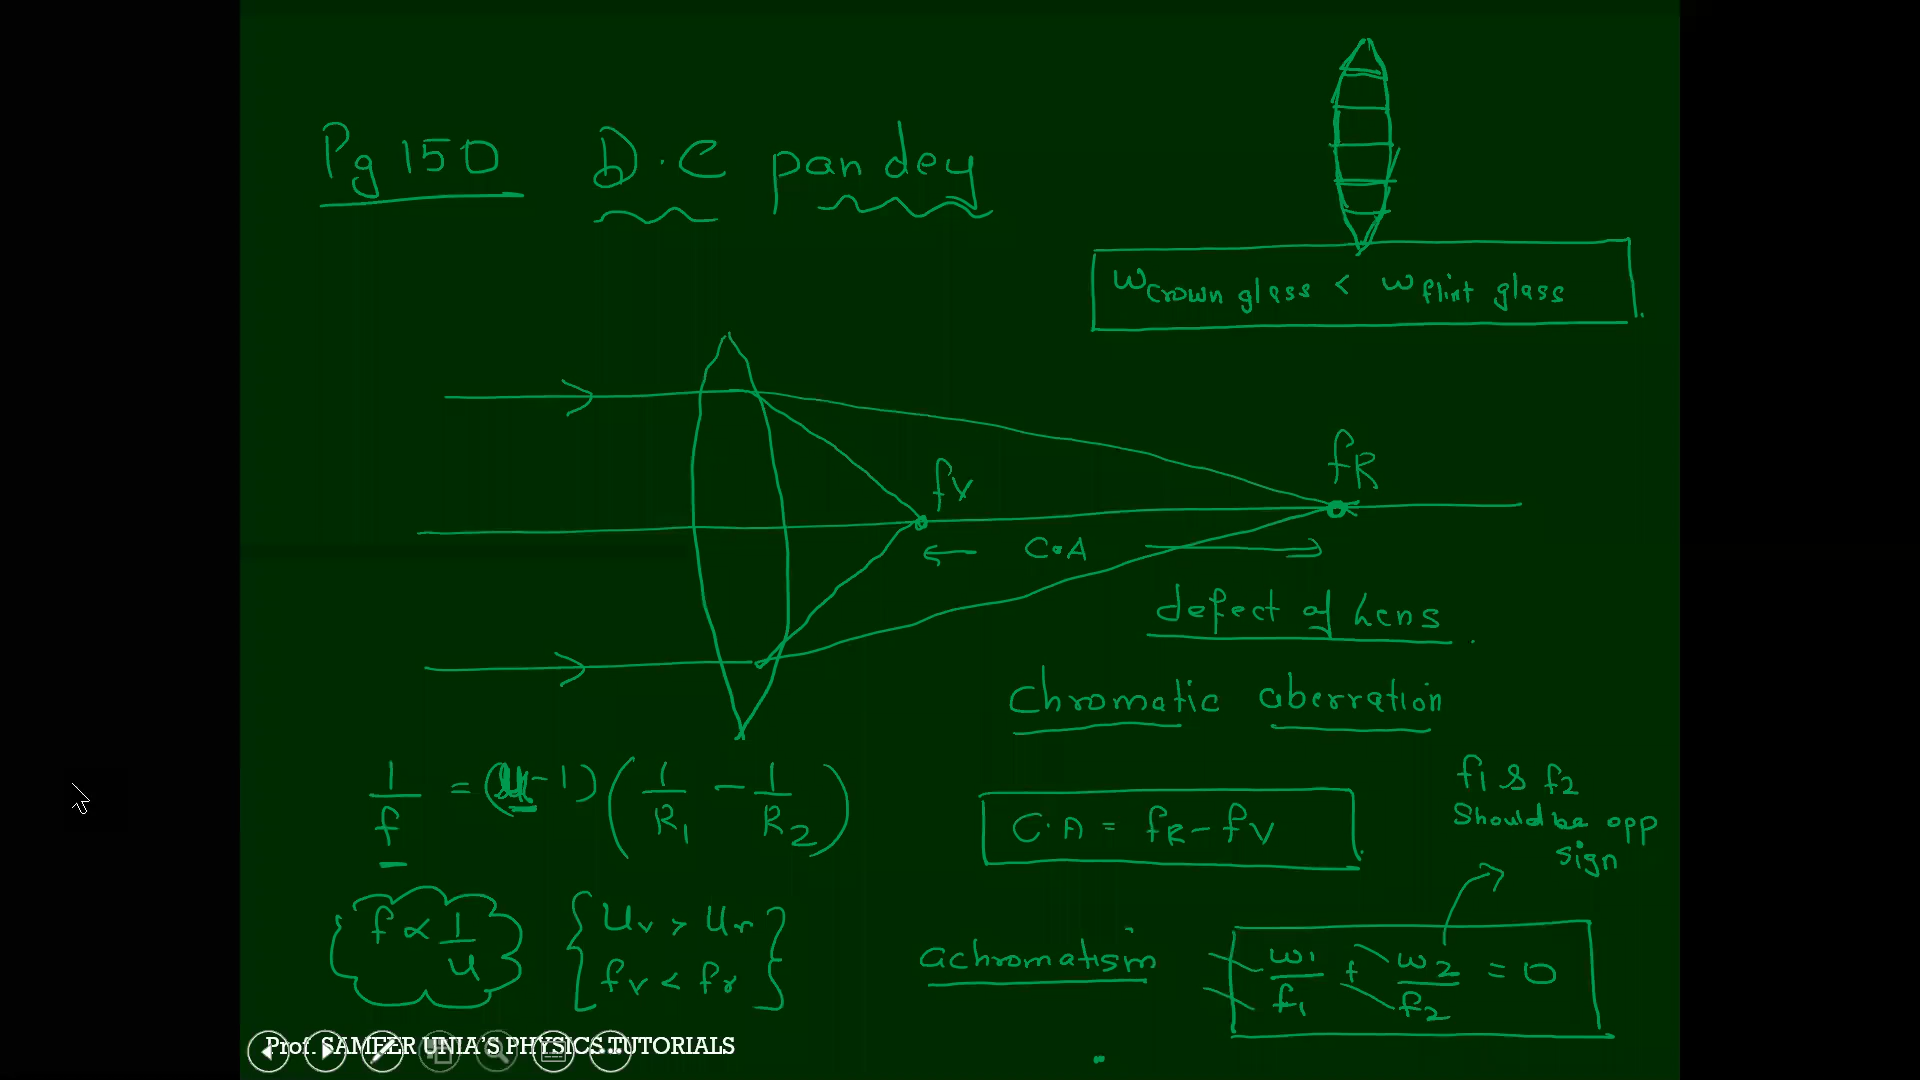 Pg 150 D.C pandey
ω crown glass < ω flint glass
fv
fR
C.A
defect of lens
Chromatic aberration
1/f = (μ-1)(1/R1 - 1/R2)
C.A = fR - fV
f1 & f2
Should be opp
sign
f ∝ 1/μ
μv > μr
fv < fr
achromatism
ω1/f1 + ω2/f2 = 0
Prof. SAMEER UNIA'S PHYSICS TUTORIALS